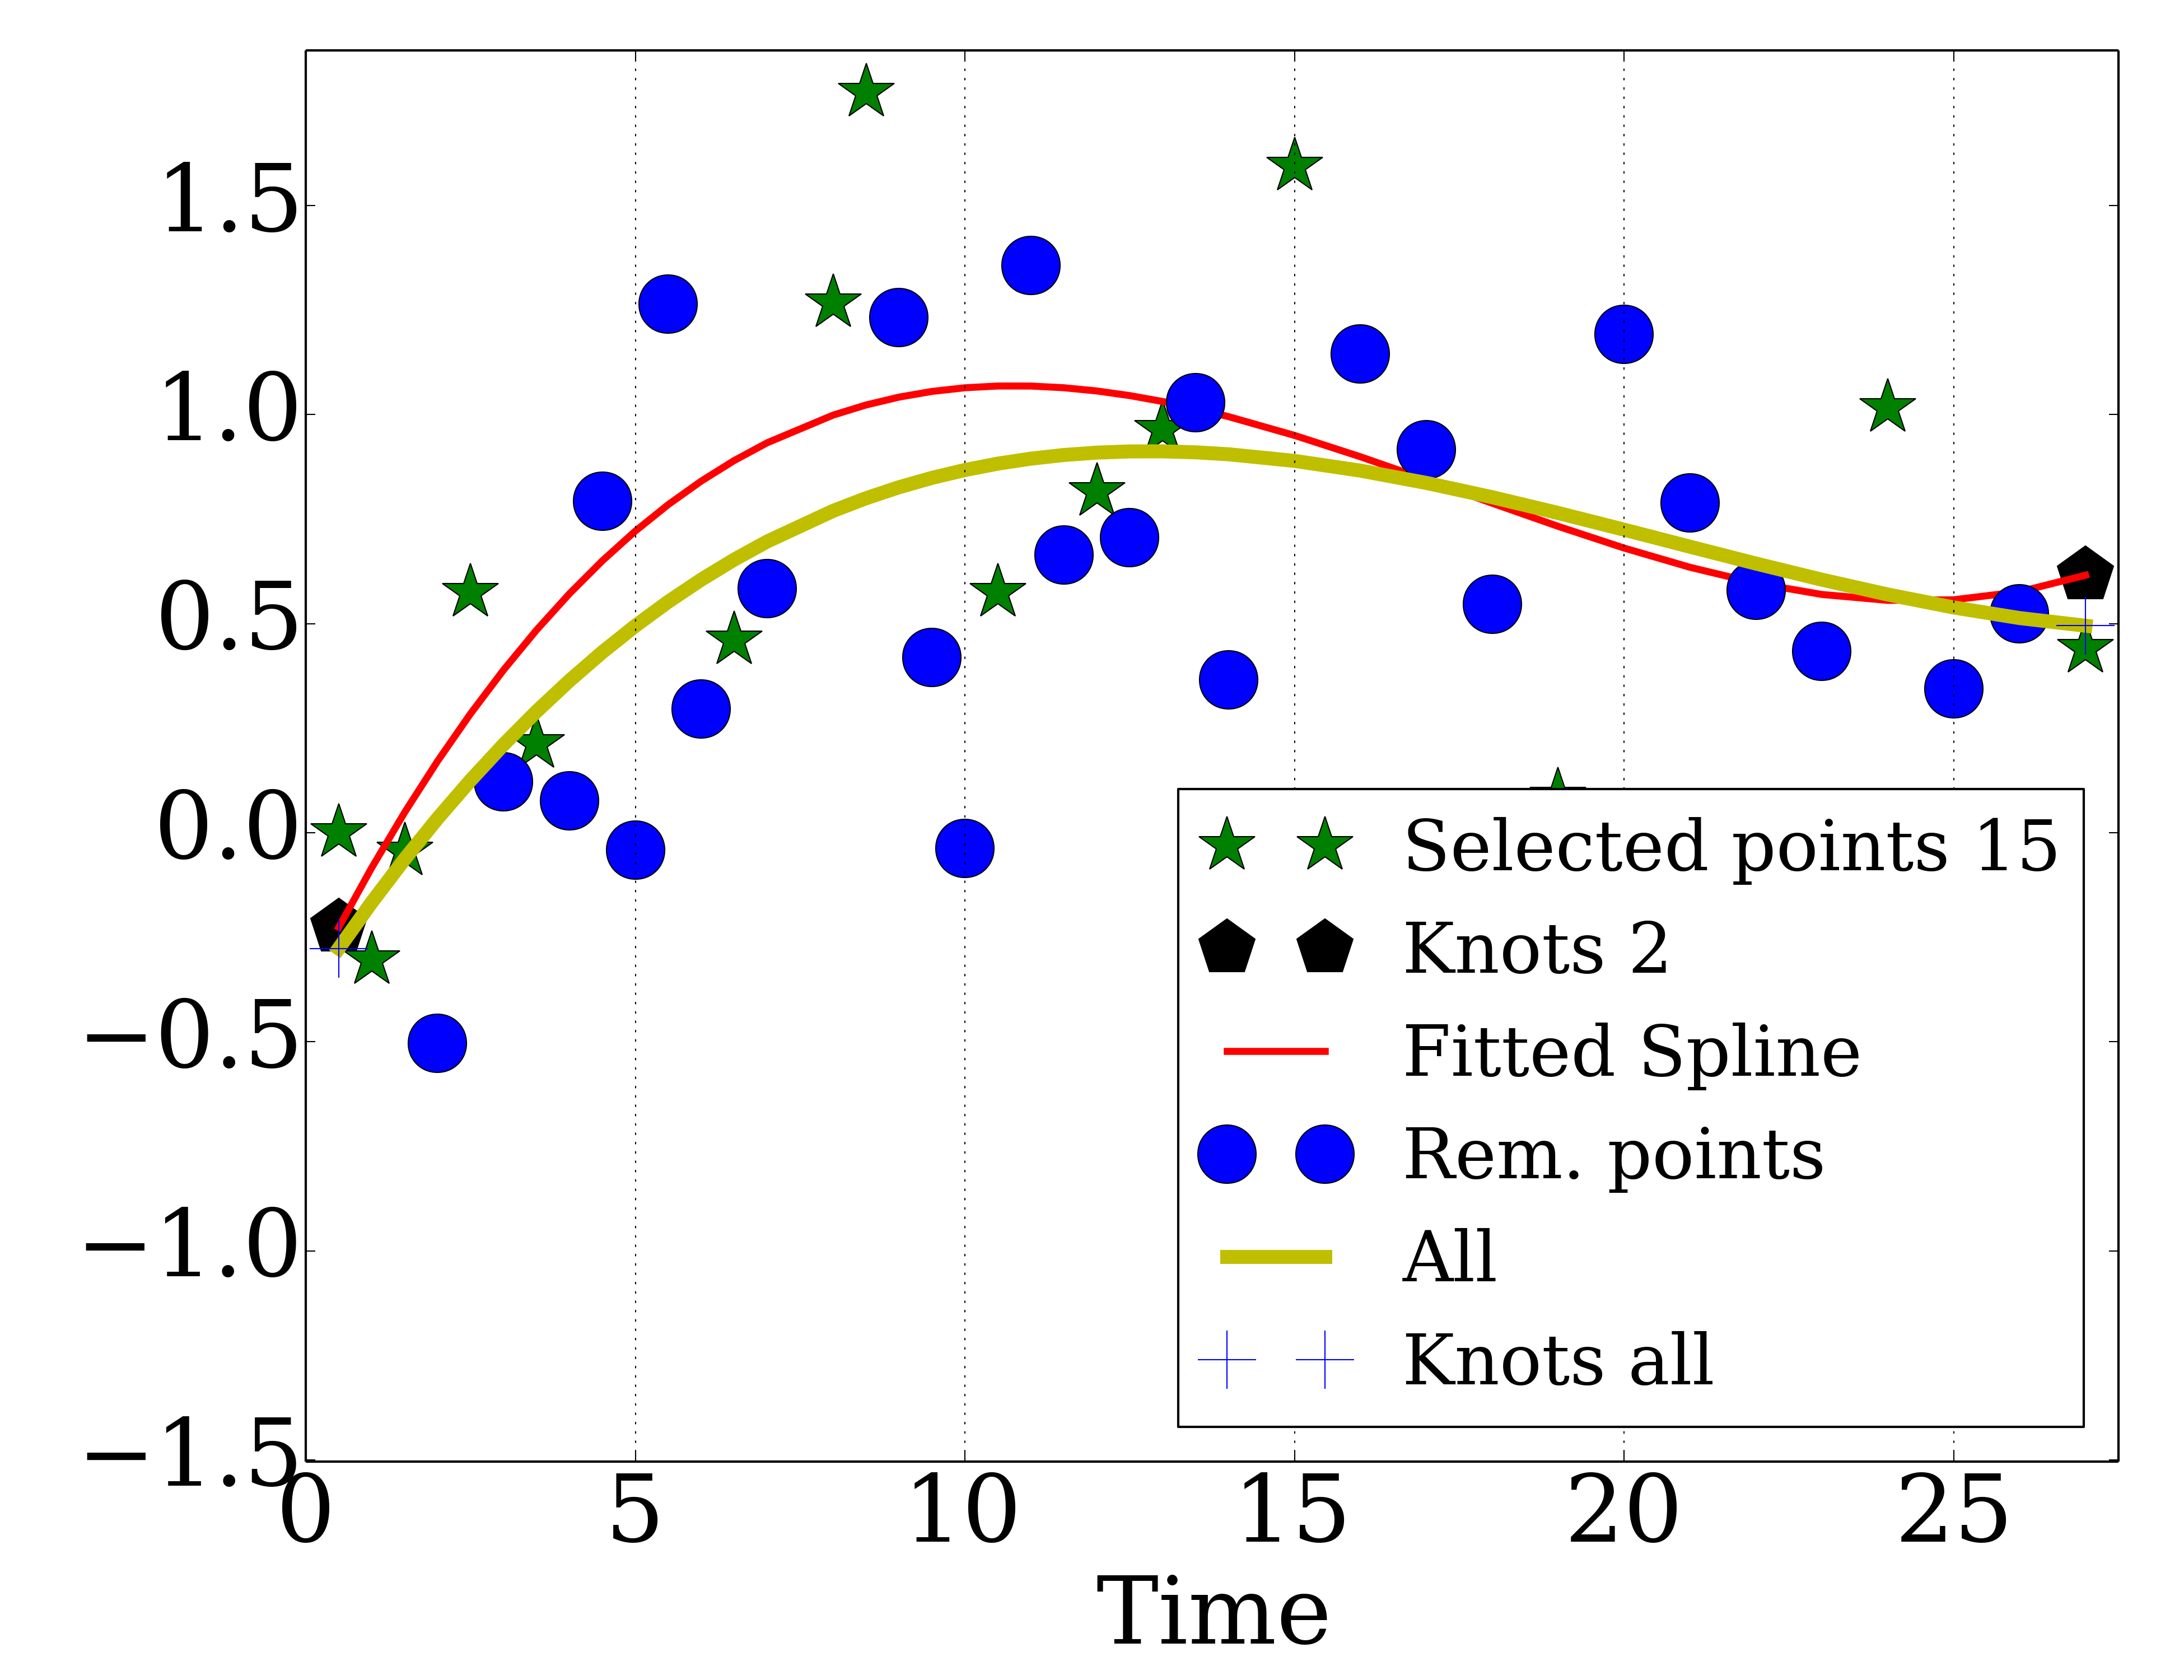 1.5
1.0
0.5
0.0
−0.5
−1.0
−1.5
Selected points 15
Knots 2
Fitted Spline
Rem. points
All
Knots all
0 5 10 15 20 25
Time